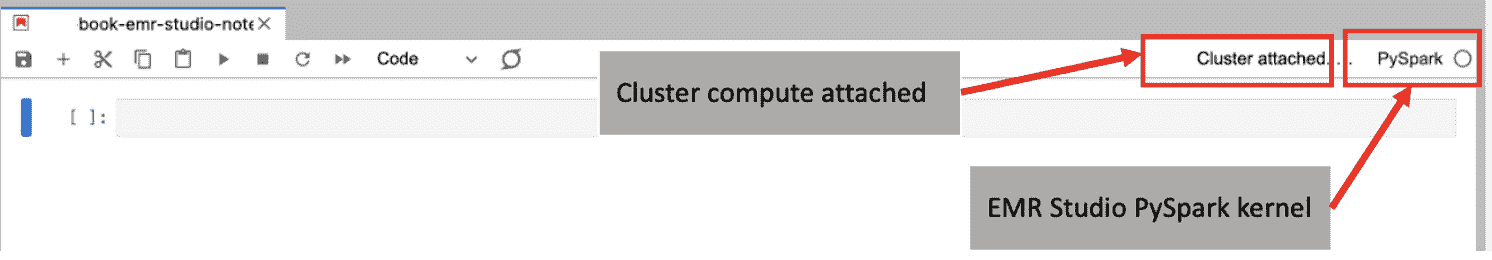 book-emr-studio-note
Code
Cluster attached. ...
PySpark
Cluster compute attached
[ ]:
EMR Studio PySpark kernel